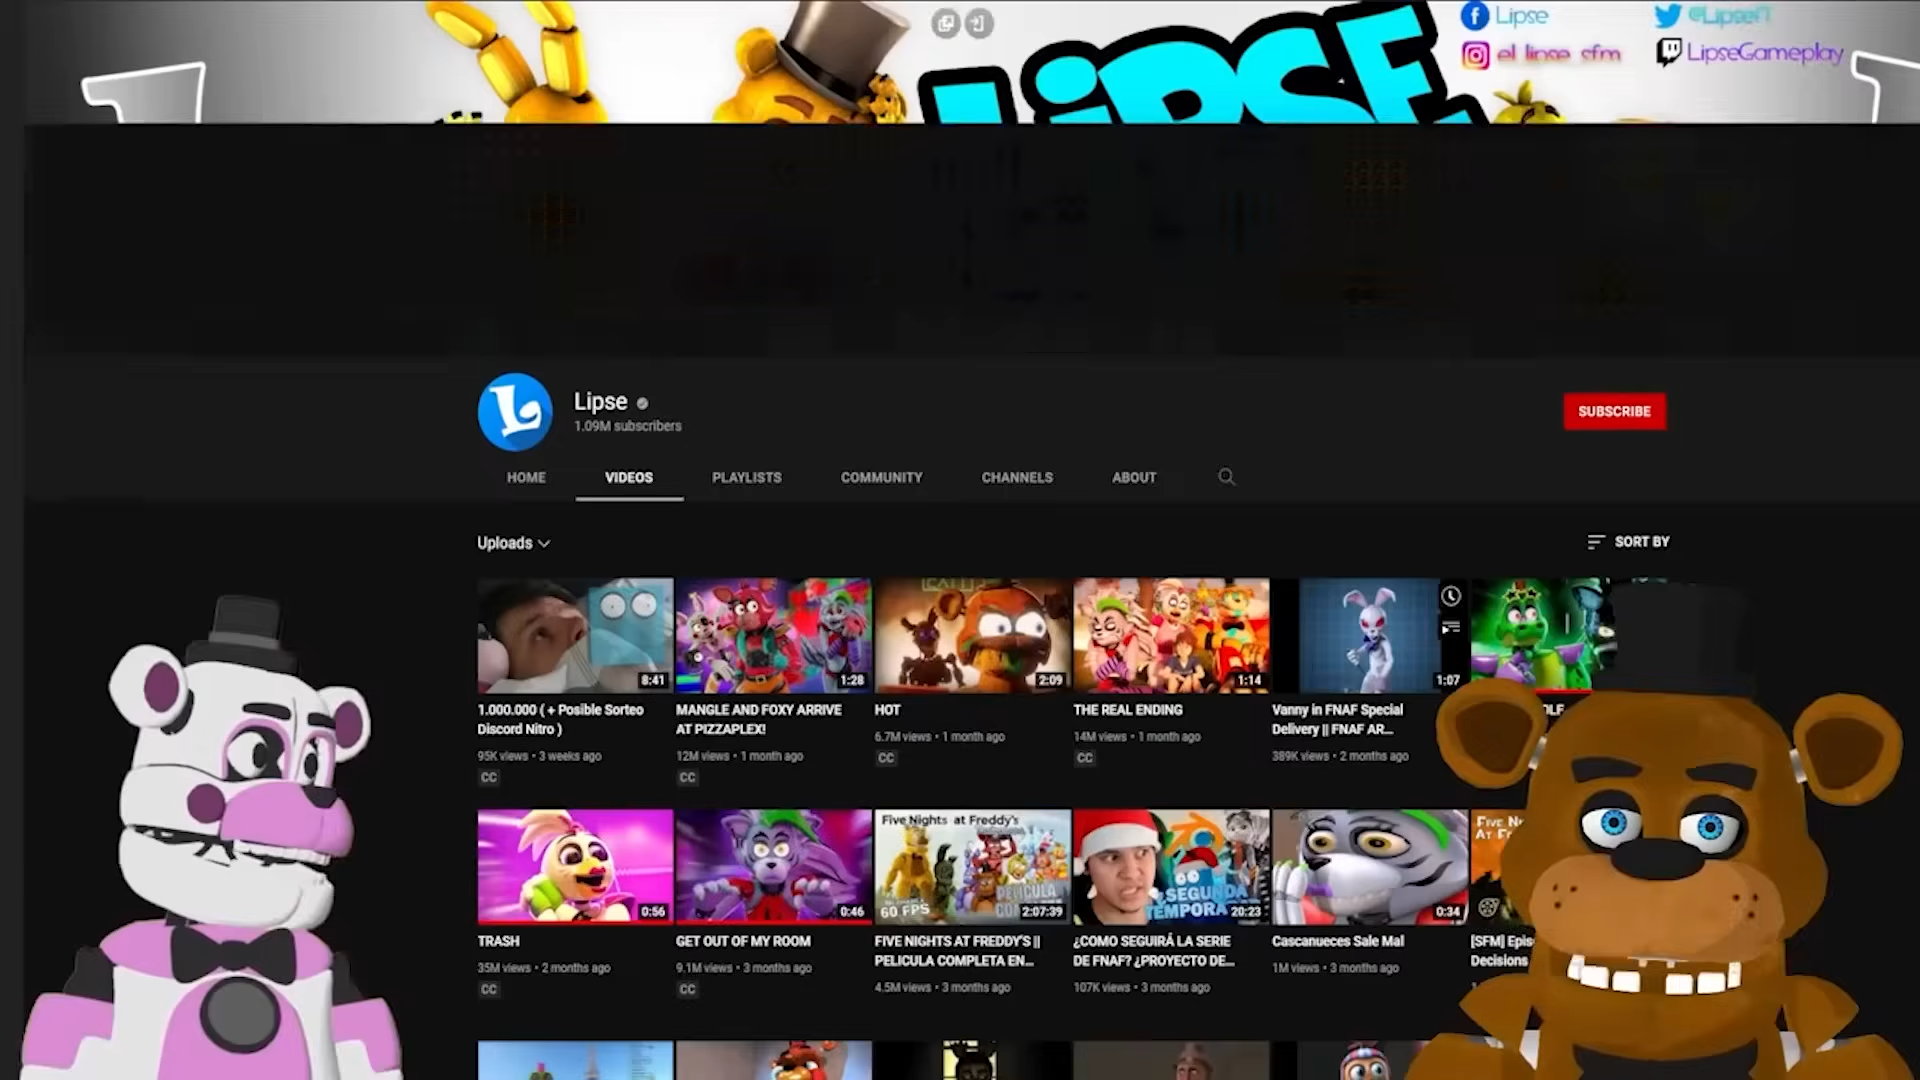 Lipse
LipseGameplay
LiPSE
Lipse
1.09M subscribers
SUBSCRIBE
HOME
VIDEOS
PLAYLISTS
COMMUNITY
CHANNELS
ABOUT
Uploads
SORT BY
8:41
1:28
2:09
1:14
1:07
1.000.000 ( + Posible Sorteo
Discord Nitro )
95K views • 3 weeks ago
CC
MANGLE AND FOXY ARRIVE
AT PIZZAPLEX!
12M views • 1 month ago
CC
HOT
6.7M views • 1 month ago
CC
THE REAL ENDING
14M views • 1 month ago
CC
Vanny in FNAF Special
Delivery || FNAF AR...
389K views • 2 months ago
0:56
0:46
Five Nights at Freddy's
PELICULA
60 FPS
2:07:39
SEGUNDA
TEMPORA
20:23
0:34
TRASH
35M views • 2 months ago
CC
GET OUT OF MY ROOM
9.1M views • 3 months ago
CC
FIVE NIGHTS AT FREDDY'S ||
PELICULA COMPLETA EN...
4.5M views • 3 months ago
¿COMO SEGUIRÁ LA SERIE
DE FNAF? ¿PROYECTO DE...
107K views • 3 months ago
Cascanueces Sale Mal
1M views • 3 months ago
[SFM] Epis
Decisions